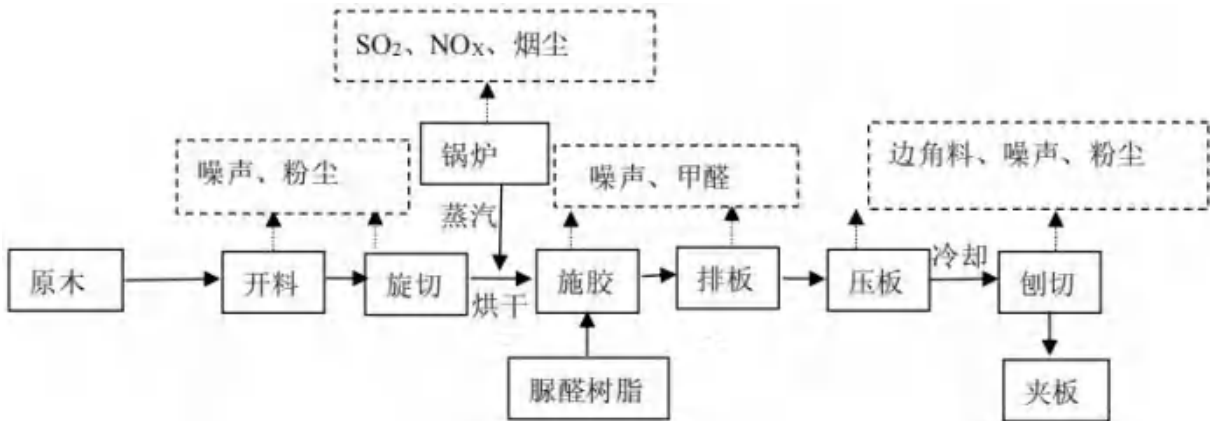 SO₂、NOx、烟尘
锅炉
噪声、粉尘
噪声、甲醛
边角料、噪声、粉尘
蒸汽
冷却
原木
开料
旋切
烘干
施胶
排板
压板
刨切
脲醛树脂
夹板